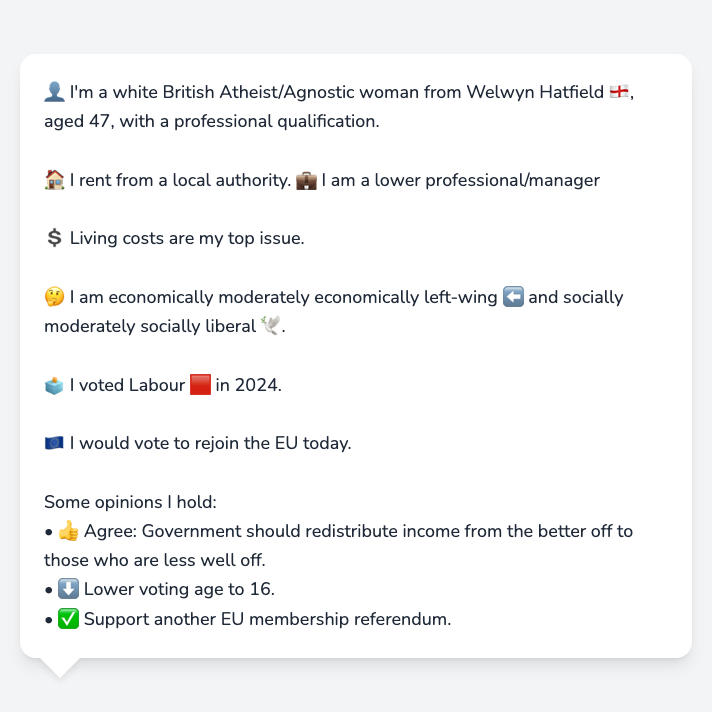 👤 I'm a white British Atheist/Agnostic woman from Welwyn Hatfield 🏴󠁧󠁢󠁥󠁮󠁧󠁿,
aged 47, with a professional qualification.
🏠 I rent from a local authority. 💼 I am a lower professional/manager
💲 Living costs are my top issue.
🤔 I am economically moderately economically left-wing ⬅️ and socially
moderately socially liberal 🕊️.
🗳️ I voted Labour 🟥 in 2024.
🇪🇺 I would vote to rejoin the EU today.
Some opinions I hold:
• 👍 Agree: Government should redistribute income from the better off to
those who are less well off.
• ⬇️ Lower voting age to 16.
• ✅ Support another EU membership referendum.